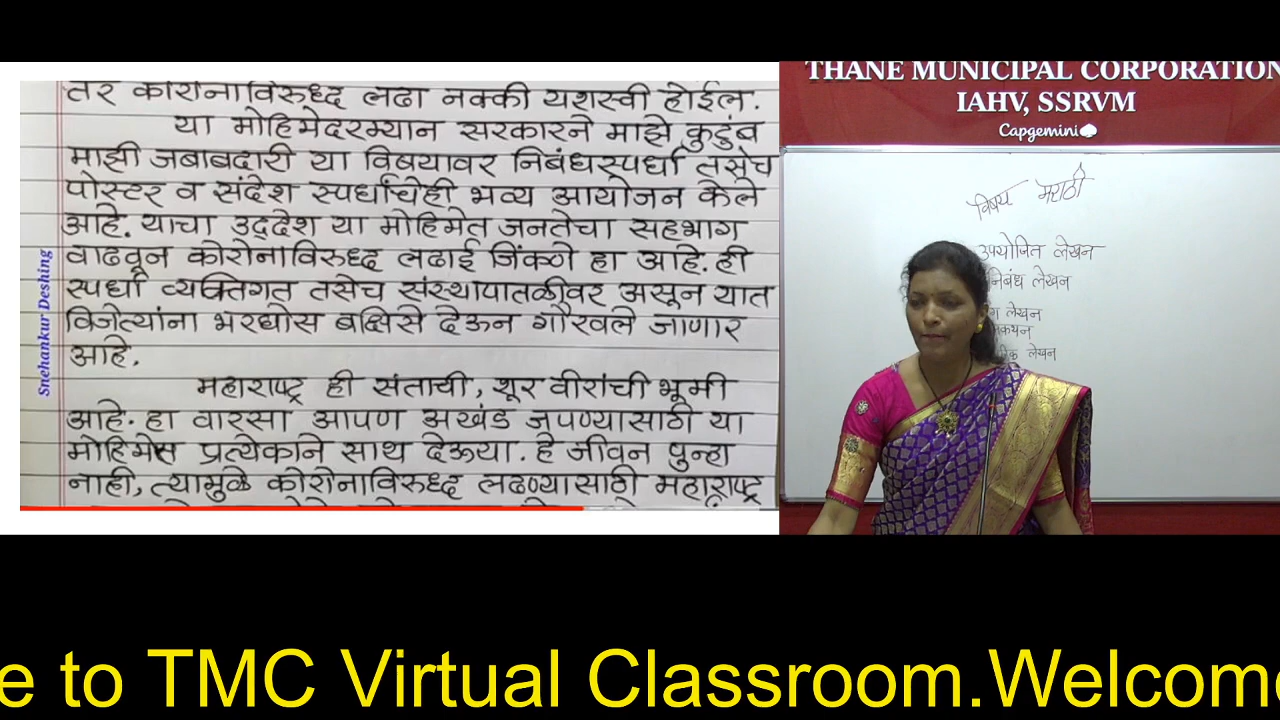 तर कोरोनाविरुध्द लढा नक्की यशस्वी होईल.
या मोहिमेदरम्यान सरकारने माझे कुटुंब
माझी जबाबदारी या विषयावर निबंधस्पर्धा तसेच
पोस्टर व संदेश स्पर्धांचेही भव्य आयोजन केले
आहे. याचा उद्देश या मोहिमेत जनतेचा सहभाग
वाढवून कोरोनाविरुध्द लढाई जिंकणे हा आहे. ही
स्पर्धा व्यक्तिगत तसेच संस्थापातळीवर असून यात
विजेत्यांना भरघोस बक्षिसे देऊन गौरवले जाणार
आहे.
महाराष्ट्र ही संताची, शूर वीरांची भूमी
आहे. हा वारसा आपण अखंड जपण्यासाठी या
मोहिमेस प्रत्येकाने साथ देऊया. हे जीवन पुन्हा
नाही, त्यामुळे कोरोनाविरुध्द लढण्यासाठी महाराष्ट्र
Snehankur Deshing
THANE MUNICIPAL CORPORATION
IAHV, SSRVM
Capgemini
विषय मराठी
उपयोजित लेखन
निबंध लेखन
लेखन
लेखन
e to TMC Virtual Classroom.Welcome